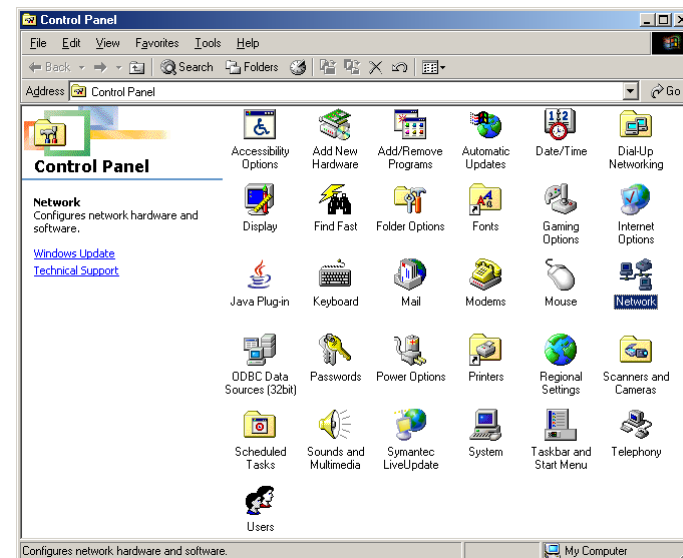 Control Panel
File Edit View Favorites Tools Help
Back Search Folders
Address Control Panel Go
Control Panel
Network
Configures network hardware and
software.
Windows Update
Technical Support
Accessibility Options
Add New Hardware
Add/Remove Programs
Automatic Updates
Date/Time
Dial-Up Networking
Display
Find Fast
Folder Options
Fonts
Gaming Options
Internet Options
Java Plug-in
Keyboard
Mail
Modems
Mouse
Network
ODBC Data Sources (32bit)
Passwords
Power Options
Printers
Regional Settings
Scanners and Cameras
Scheduled Tasks
Sounds and Multimedia
Symantec LiveUpdate
System
Taskbar and Start Menu
Telephony
Users
Configures network hardware and software. My Computer